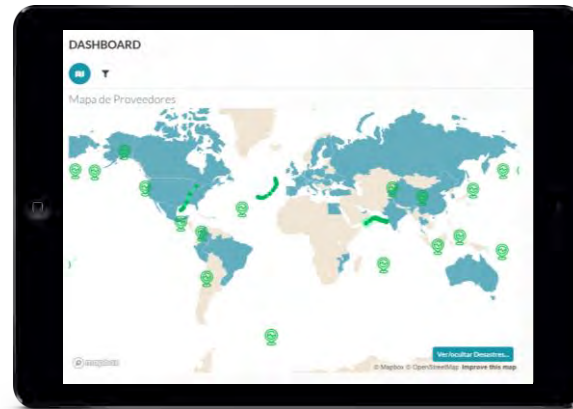 DASHBOARD
Mapa de Proveedores
Ver/ocultar Desastres...
mapbox
© Mapbox © OpenStreetMap Improve this map